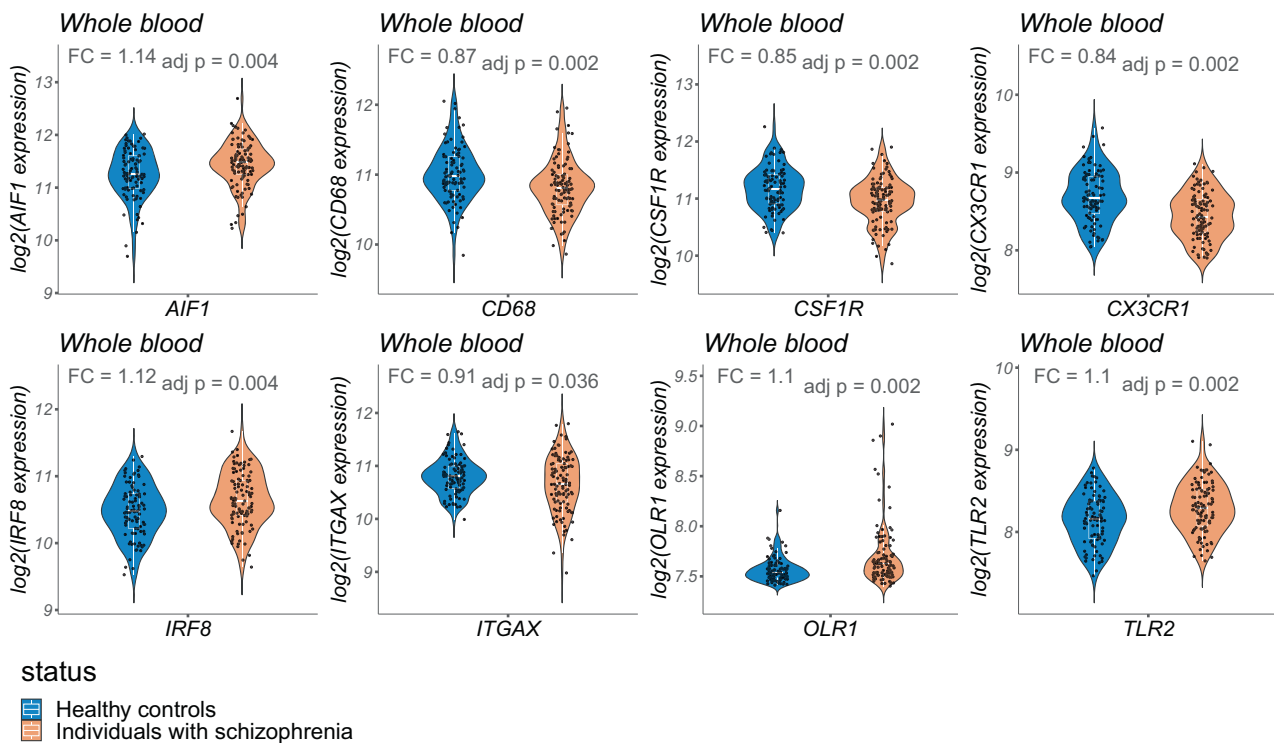 Whole blood
FC = 1.14 adj p = 0.004
log2(AIF1 expression)
13
12
11
10
9
AIF1
Whole blood
FC = 0.87 adj p = 0.002
log2(CD68 expression)
12
11
10
CD68
Whole blood
FC = 0.85 adj p = 0.002
log2(CSF1R expression)
13
12
11
10
CSF1R
Whole blood
FC = 0.84 adj p = 0.002
log2(CX3CR1 expression)
10
9
8
CX3CR1
Whole blood
FC = 1.12 adj p = 0.004
log2(IRF8 expression)
12
11
10
9
IRF8
Whole blood
FC = 0.91 adj p = 0.036
log2(ITGAX expression)
12
11
10
9
ITGAX
Whole blood
FC = 1.1 adj p = 0.002
log2(OLR1 expression)
9.5
9.0
8.5
8.0
7.5
OLR1
Whole blood
FC = 1.1 adj p = 0.002
log2(TLR2 expression)
10
9
8
TLR2
status
Healthy controls
Individuals with schizophrenia